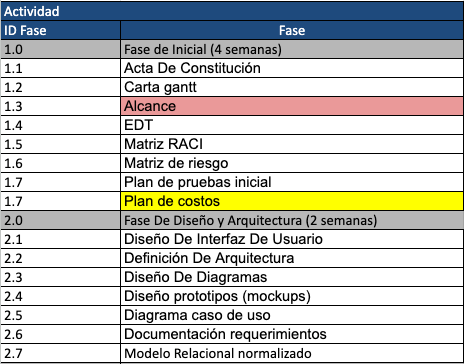 Actividad
ID Fase Fase
1.0 Fase de Inicial (4 semanas)
1.1 Acta De Constitución
1.2 Carta gantt
1.3 Alcance
1.4 EDT
1.5 Matriz RACI
1.6 Matriz de riesgo
1.7 Plan de pruebas inicial
1.7 Plan de costos
2.0 Fase De Diseño y Arquitectura (2 semanas)
2.1 Diseño De Interfaz De Usuario
2.2 Definición De Arquitectura
2.3 Diseño De Diagramas
2.4 Diseño prototipos (mockups)
2.5 Diagrama caso de uso
2.6 Documentación requerimientos
2.7 Modelo Relacional normalizado